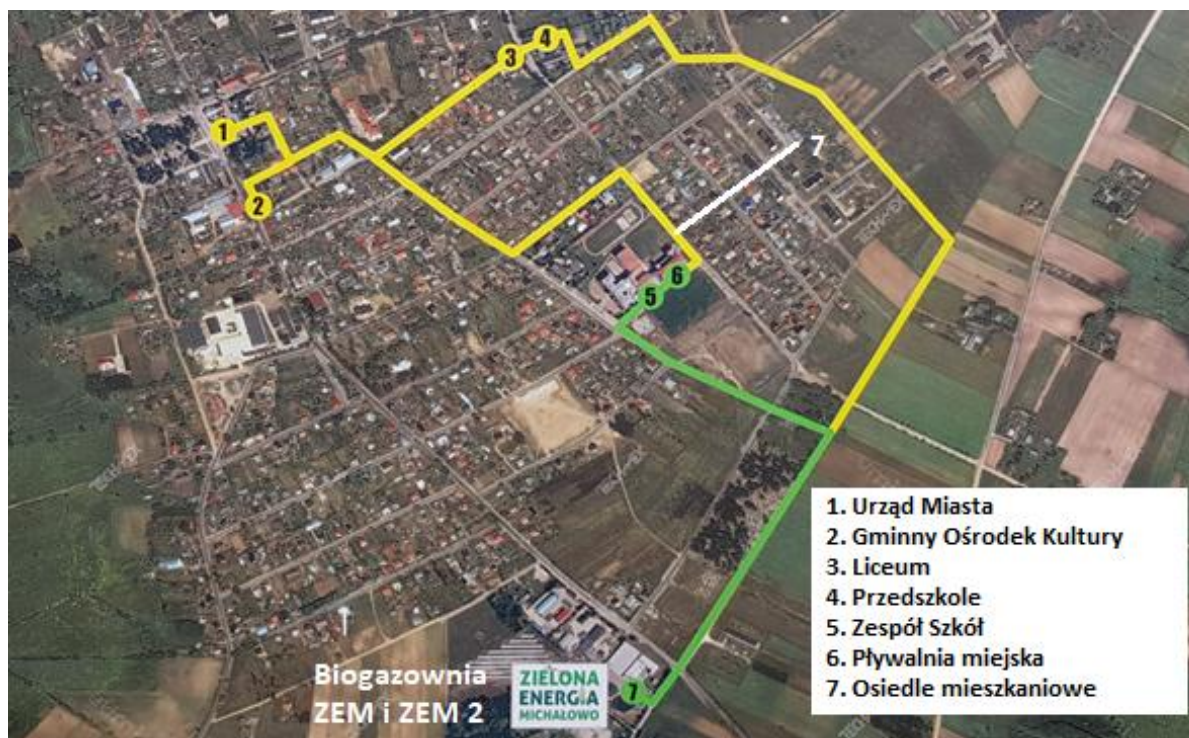 3
4
1
2
7
6
5
1. Urząd Miasta
2. Gminny Ośrodek Kultury
3. Liceum
4. Przedszkole
5. Zespół Szkół
6. Pływalnia miejska
7. Osiedle mieszkaniowe
Biogazownia
ZEM i ZEM 2
ZIELONA
ENERGIA
MICHAŁOWO
7